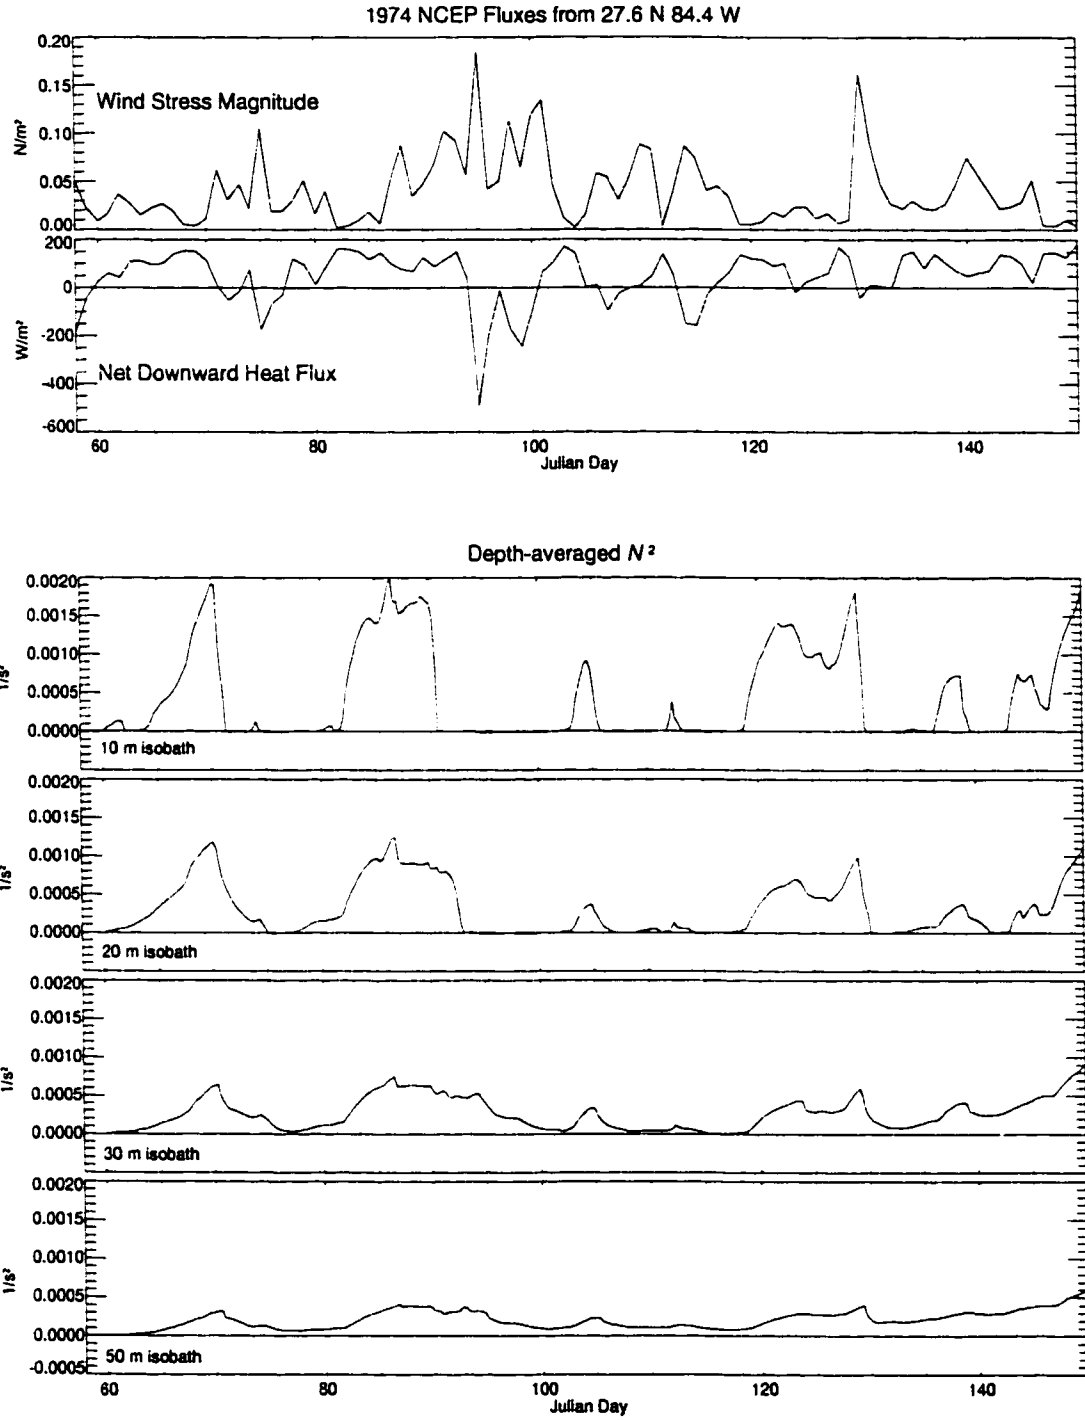 1974 NCEP Fluxes from 27.6 N 84.4 W
0.20
0.15
0.10
0.05
0.00
N/m²
Wind Stress Magnitude
200
0
-200
-400
-600
W/m²
Net Downward Heat Flux
60 80 100 120 140
Julian Day
Depth-averaged N²
0.0020
0.0015
0.0010
0.0005
0.0000
1/s²
10 m isobath
0.0020
0.0015
0.0010
0.0005
0.0000
1/s²
20 m isobath
0.0020
0.0015
0.0010
0.0005
0.0000
1/s²
30 m isobath
0.0020
0.0015
0.0010
0.0005
0.0000
-0.0005
1/s²
50 m isobath
60 80 100 120 140
Julian Day